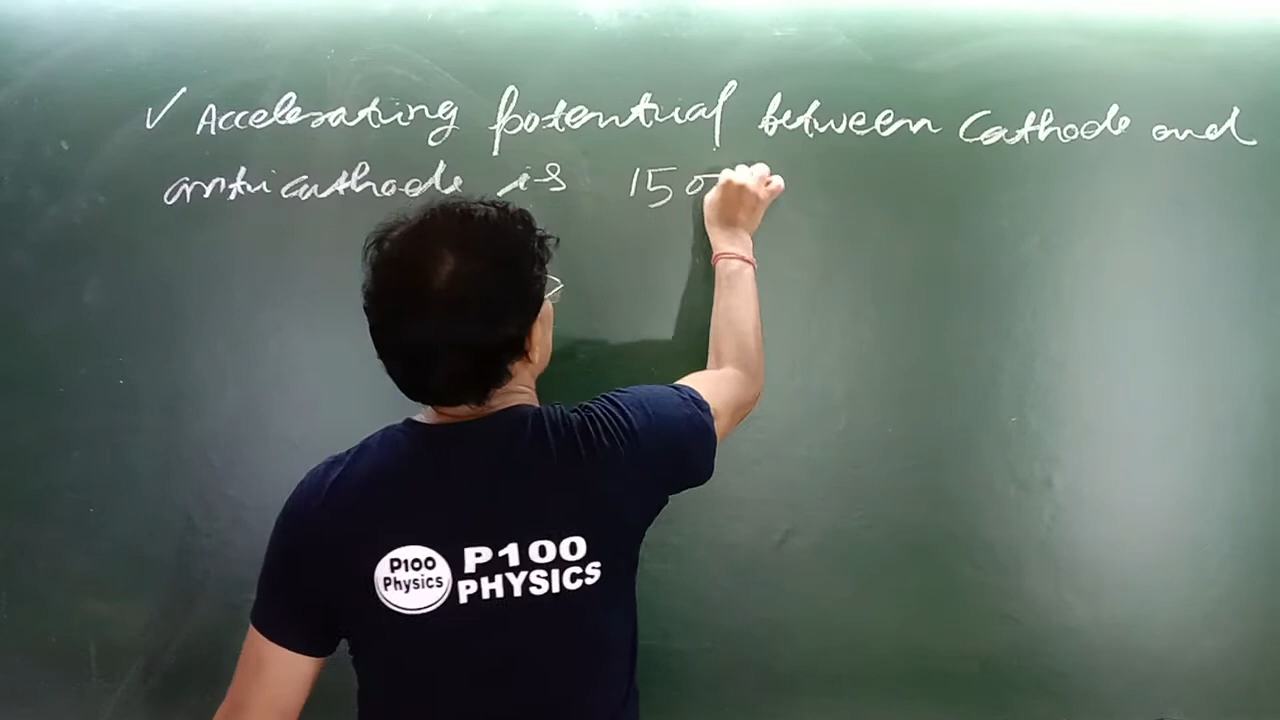 ✓ Accelerating potential between cathode and
anticathode is 150
P100
Physics
P100
PHYSICS